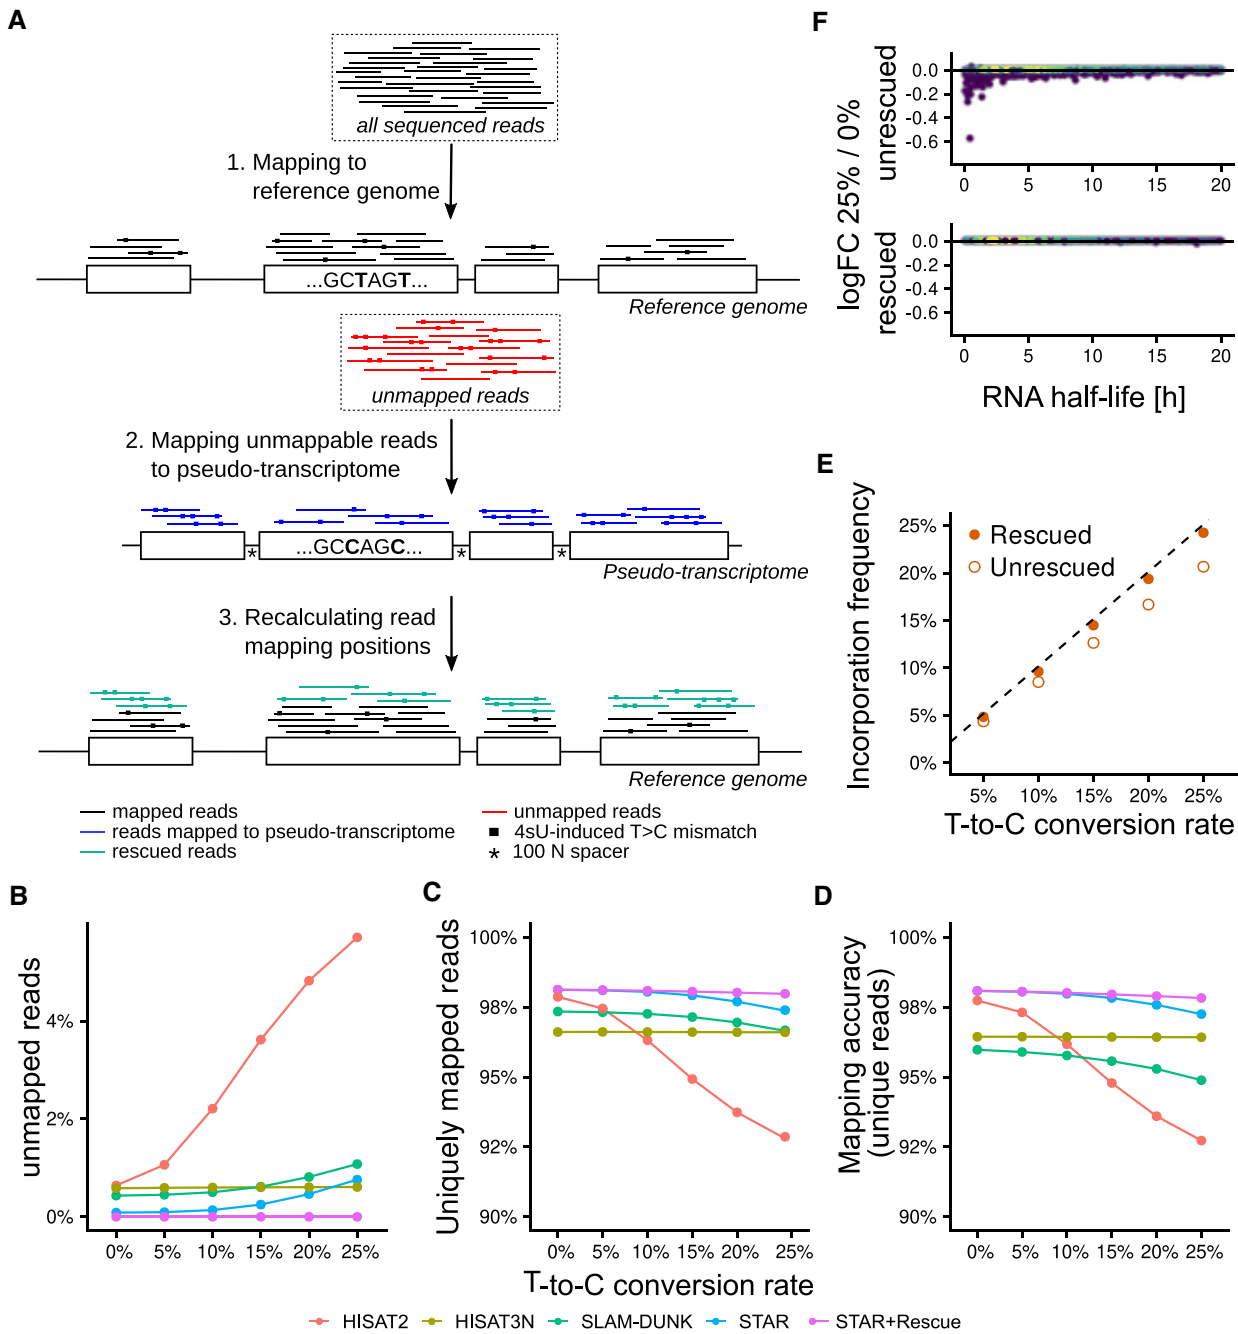 A
all sequenced reads
1. Mapping to
reference genome
...GCTAGT...
Reference genome
unmapped reads
2. Mapping unmappable reads
to pseudo-transcriptome
...GCCAGC...
* * *
Pseudo-transcriptome
3. Recalculating read
mapping positions
Reference genome
mapped reads
reads mapped to pseudo-transcriptome
rescued reads
unmapped reads
4sU-induced T>C mismatch
* 100 N spacer
F
logFC 25% / 0%
unrescued
0.0
-0.2
-0.4
-0.6
0 5 10 15 20
rescued
0.0
-0.2
-0.4
-0.6
0 5 10 15 20
RNA half-life [h]
E
Incorporation frequency
25%
20%
15%
10%
5%
0%
Rescued
Unrescued
5% 10% 15% 20% 25%
T-to-C conversion rate
B
unmapped reads
4%
2%
0%
0% 5% 10% 15% 20% 25%
C
Uniquely mapped reads
100%
98%
95%
92%
90%
0% 5% 10% 15% 20% 25%
T-to-C conversion rate
D
Mapping accuracy
(unique reads)
100%
98%
95%
92%
90%
0% 5% 10% 15% 20% 25%
HISAT2 HISAT3N SLAM-DUNK STAR STAR+Rescue